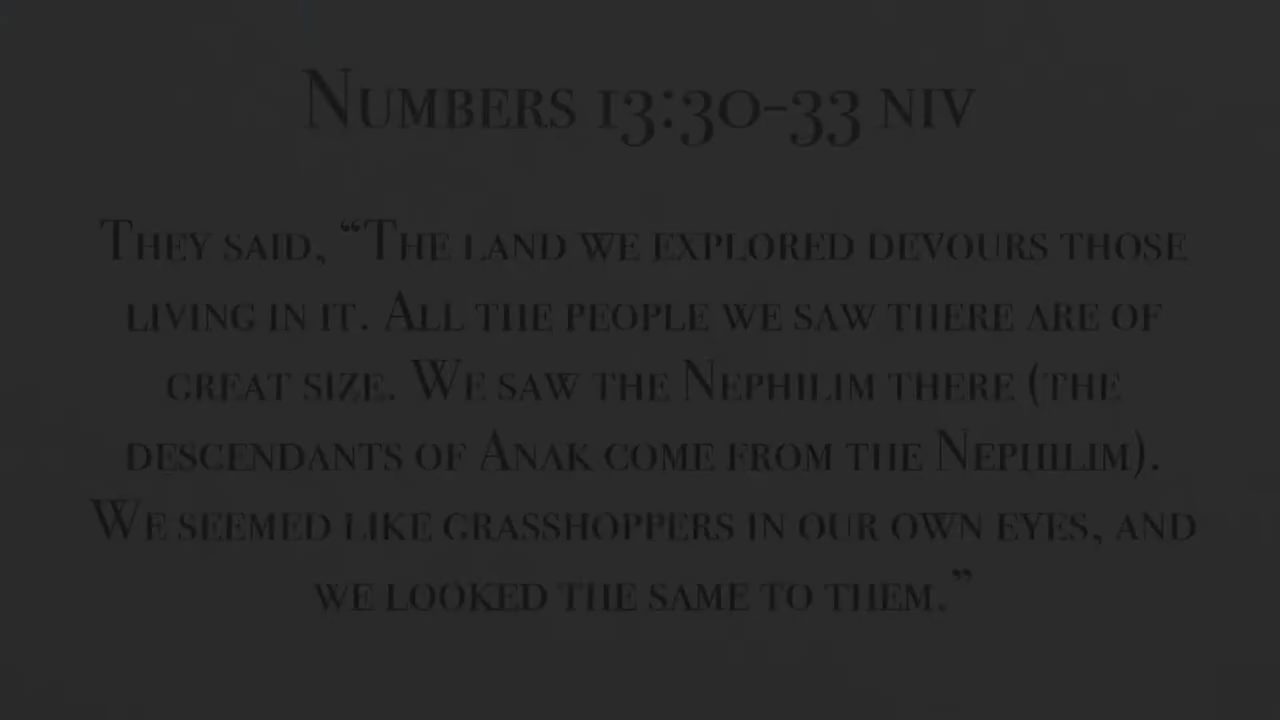 Numbers 13:30-33 NIV
They said, “The land we explored devours those
living in it. All the people we saw there are of
great size. We saw the Nephilim there (the
descendants of Anak come from the Nephilim).
We seemed like grasshoppers in our own eyes, and
we looked the same to them.”